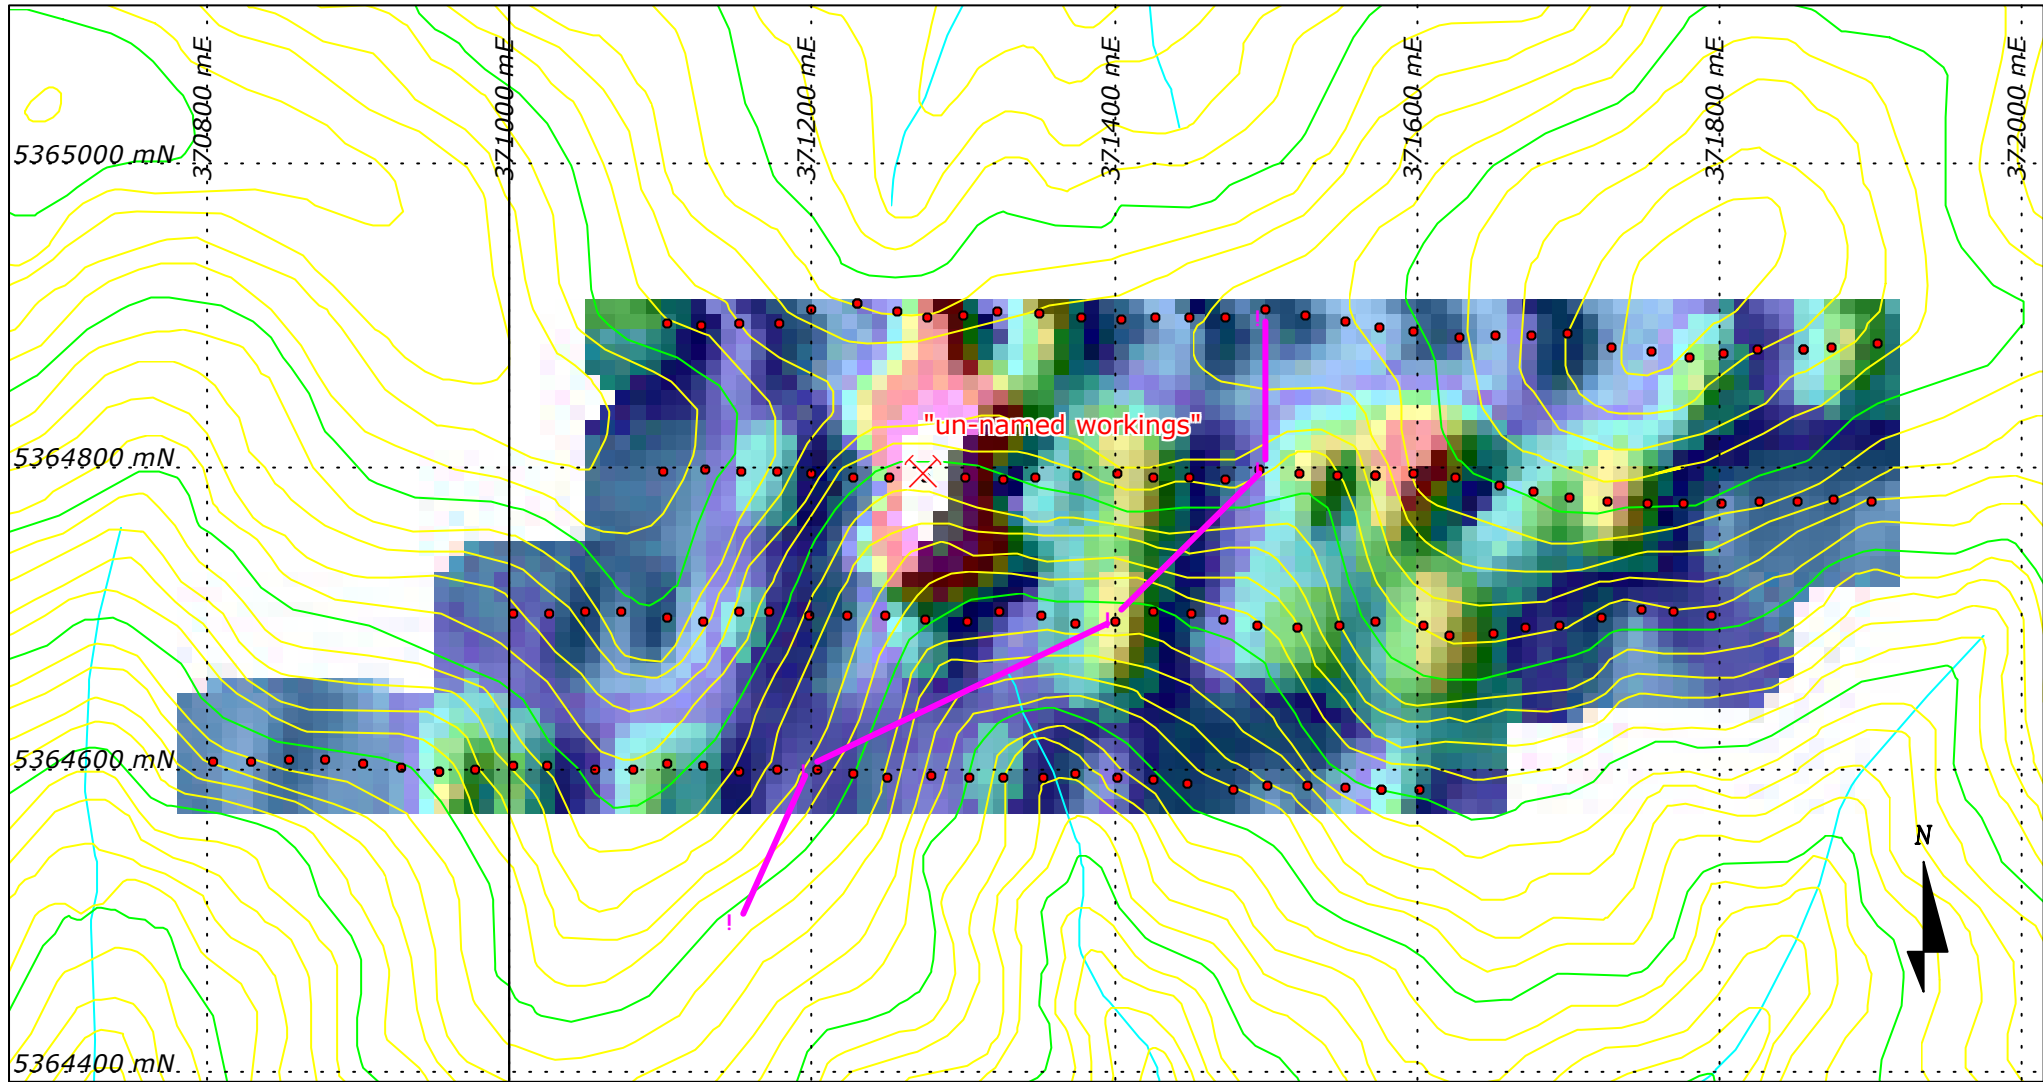 370800 mE
371000 mE
371200 mE
371400 mE
371600 mE
371800 mE
372000 mE
5365000 mN
!
"un-named workings"
5364800 mN
!
!
5364600 mN
!
N
!
5364400 mN